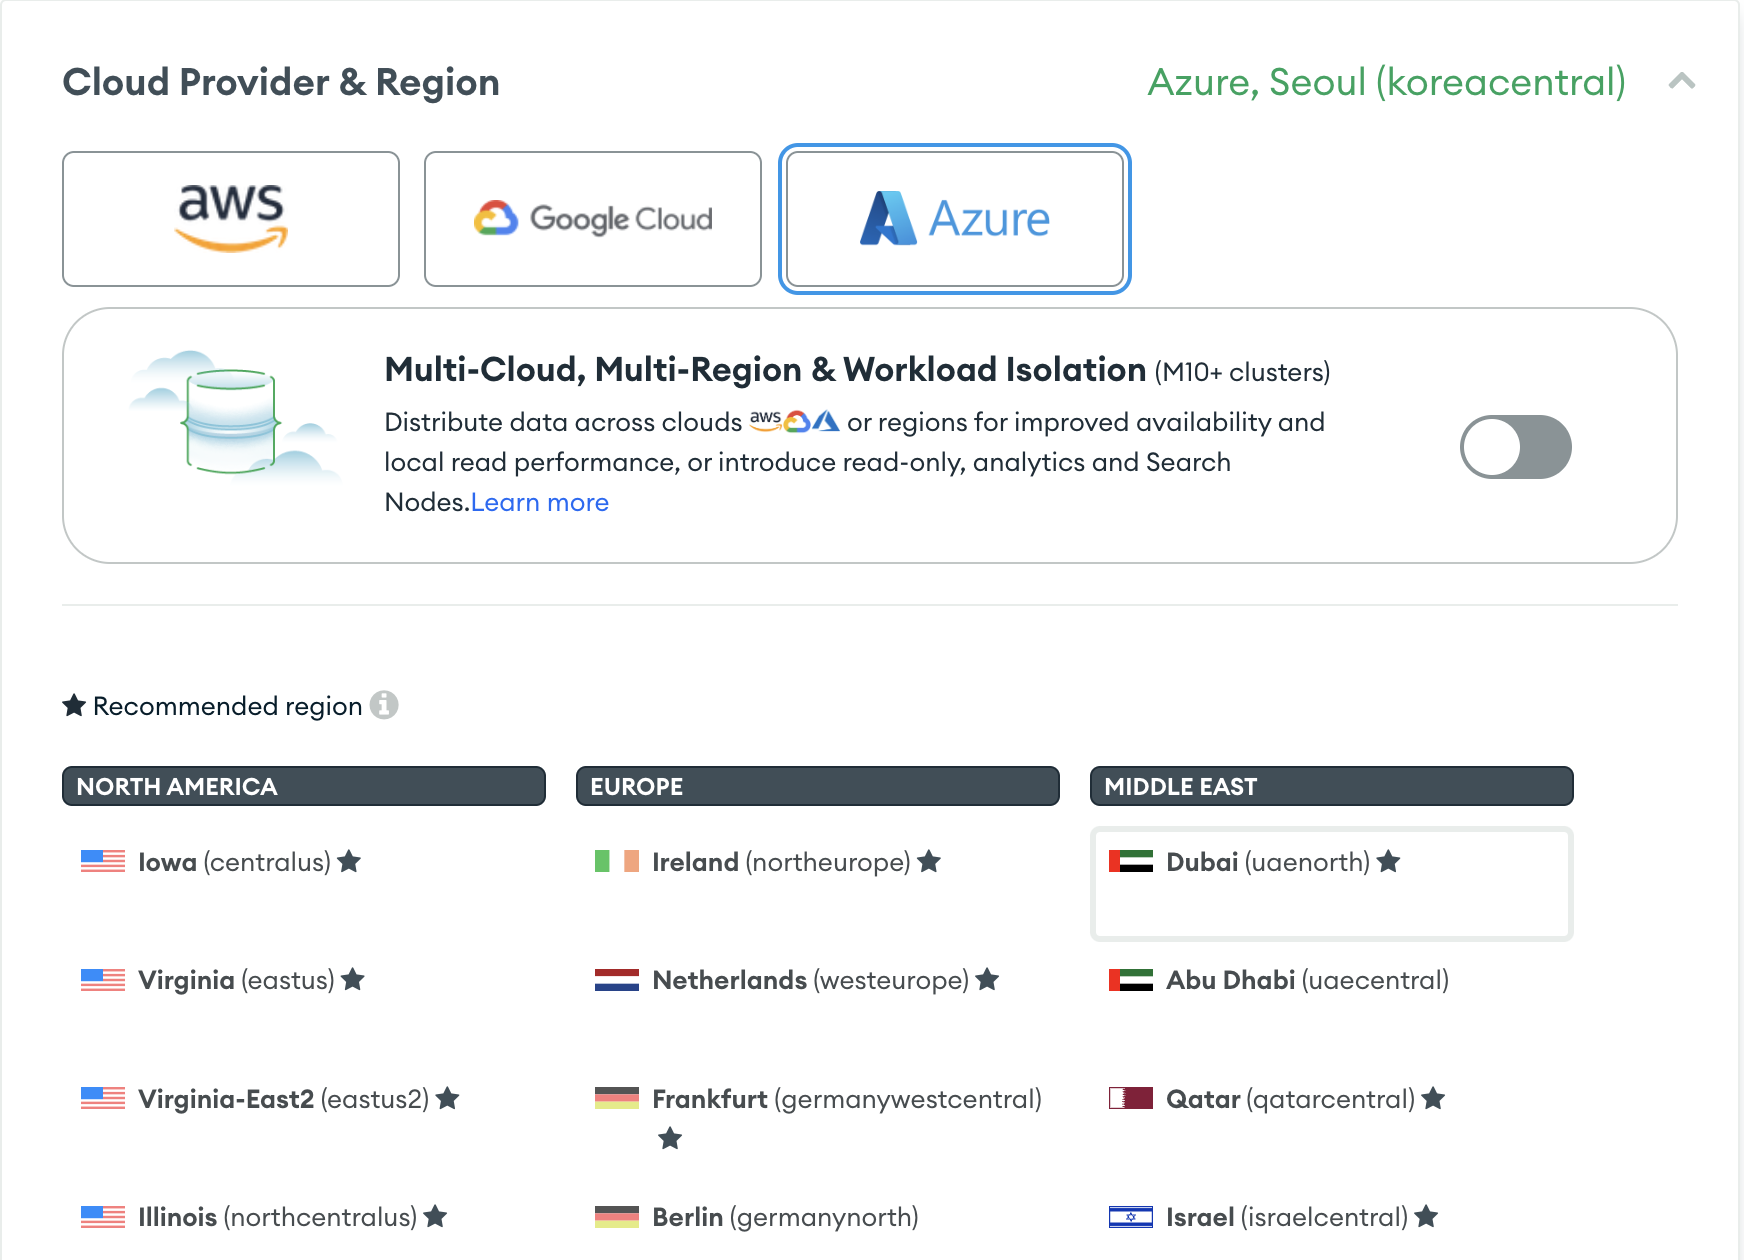 Cloud Provider & Region
Azure, Seoul (koreacentral)
aws
Google Cloud
Azure
Multi-Cloud, Multi-Region & Workload Isolation (M10+ clusters)
Distribute data across clouds aws or regions for improved availability and
local read performance, or introduce read-only, analytics and Search
Nodes.Learn more
★ Recommended region
NORTH AMERICA
Iowa (centralus) ★
Virginia (eastus) ★
Virginia-East2 (eastus2) ★
Illinois (northcentralus) ★
EUROPE
Ireland (northeurope) ★
Netherlands (westeurope) ★
Frankfurt (germanywestcentral)
★
Berlin (germanynorth)
MIDDLE EAST
Dubai (uaenorth) ★
Abu Dhabi (uaecentral)
Qatar (qatarcentral) ★
Israel (israelcentral) ★